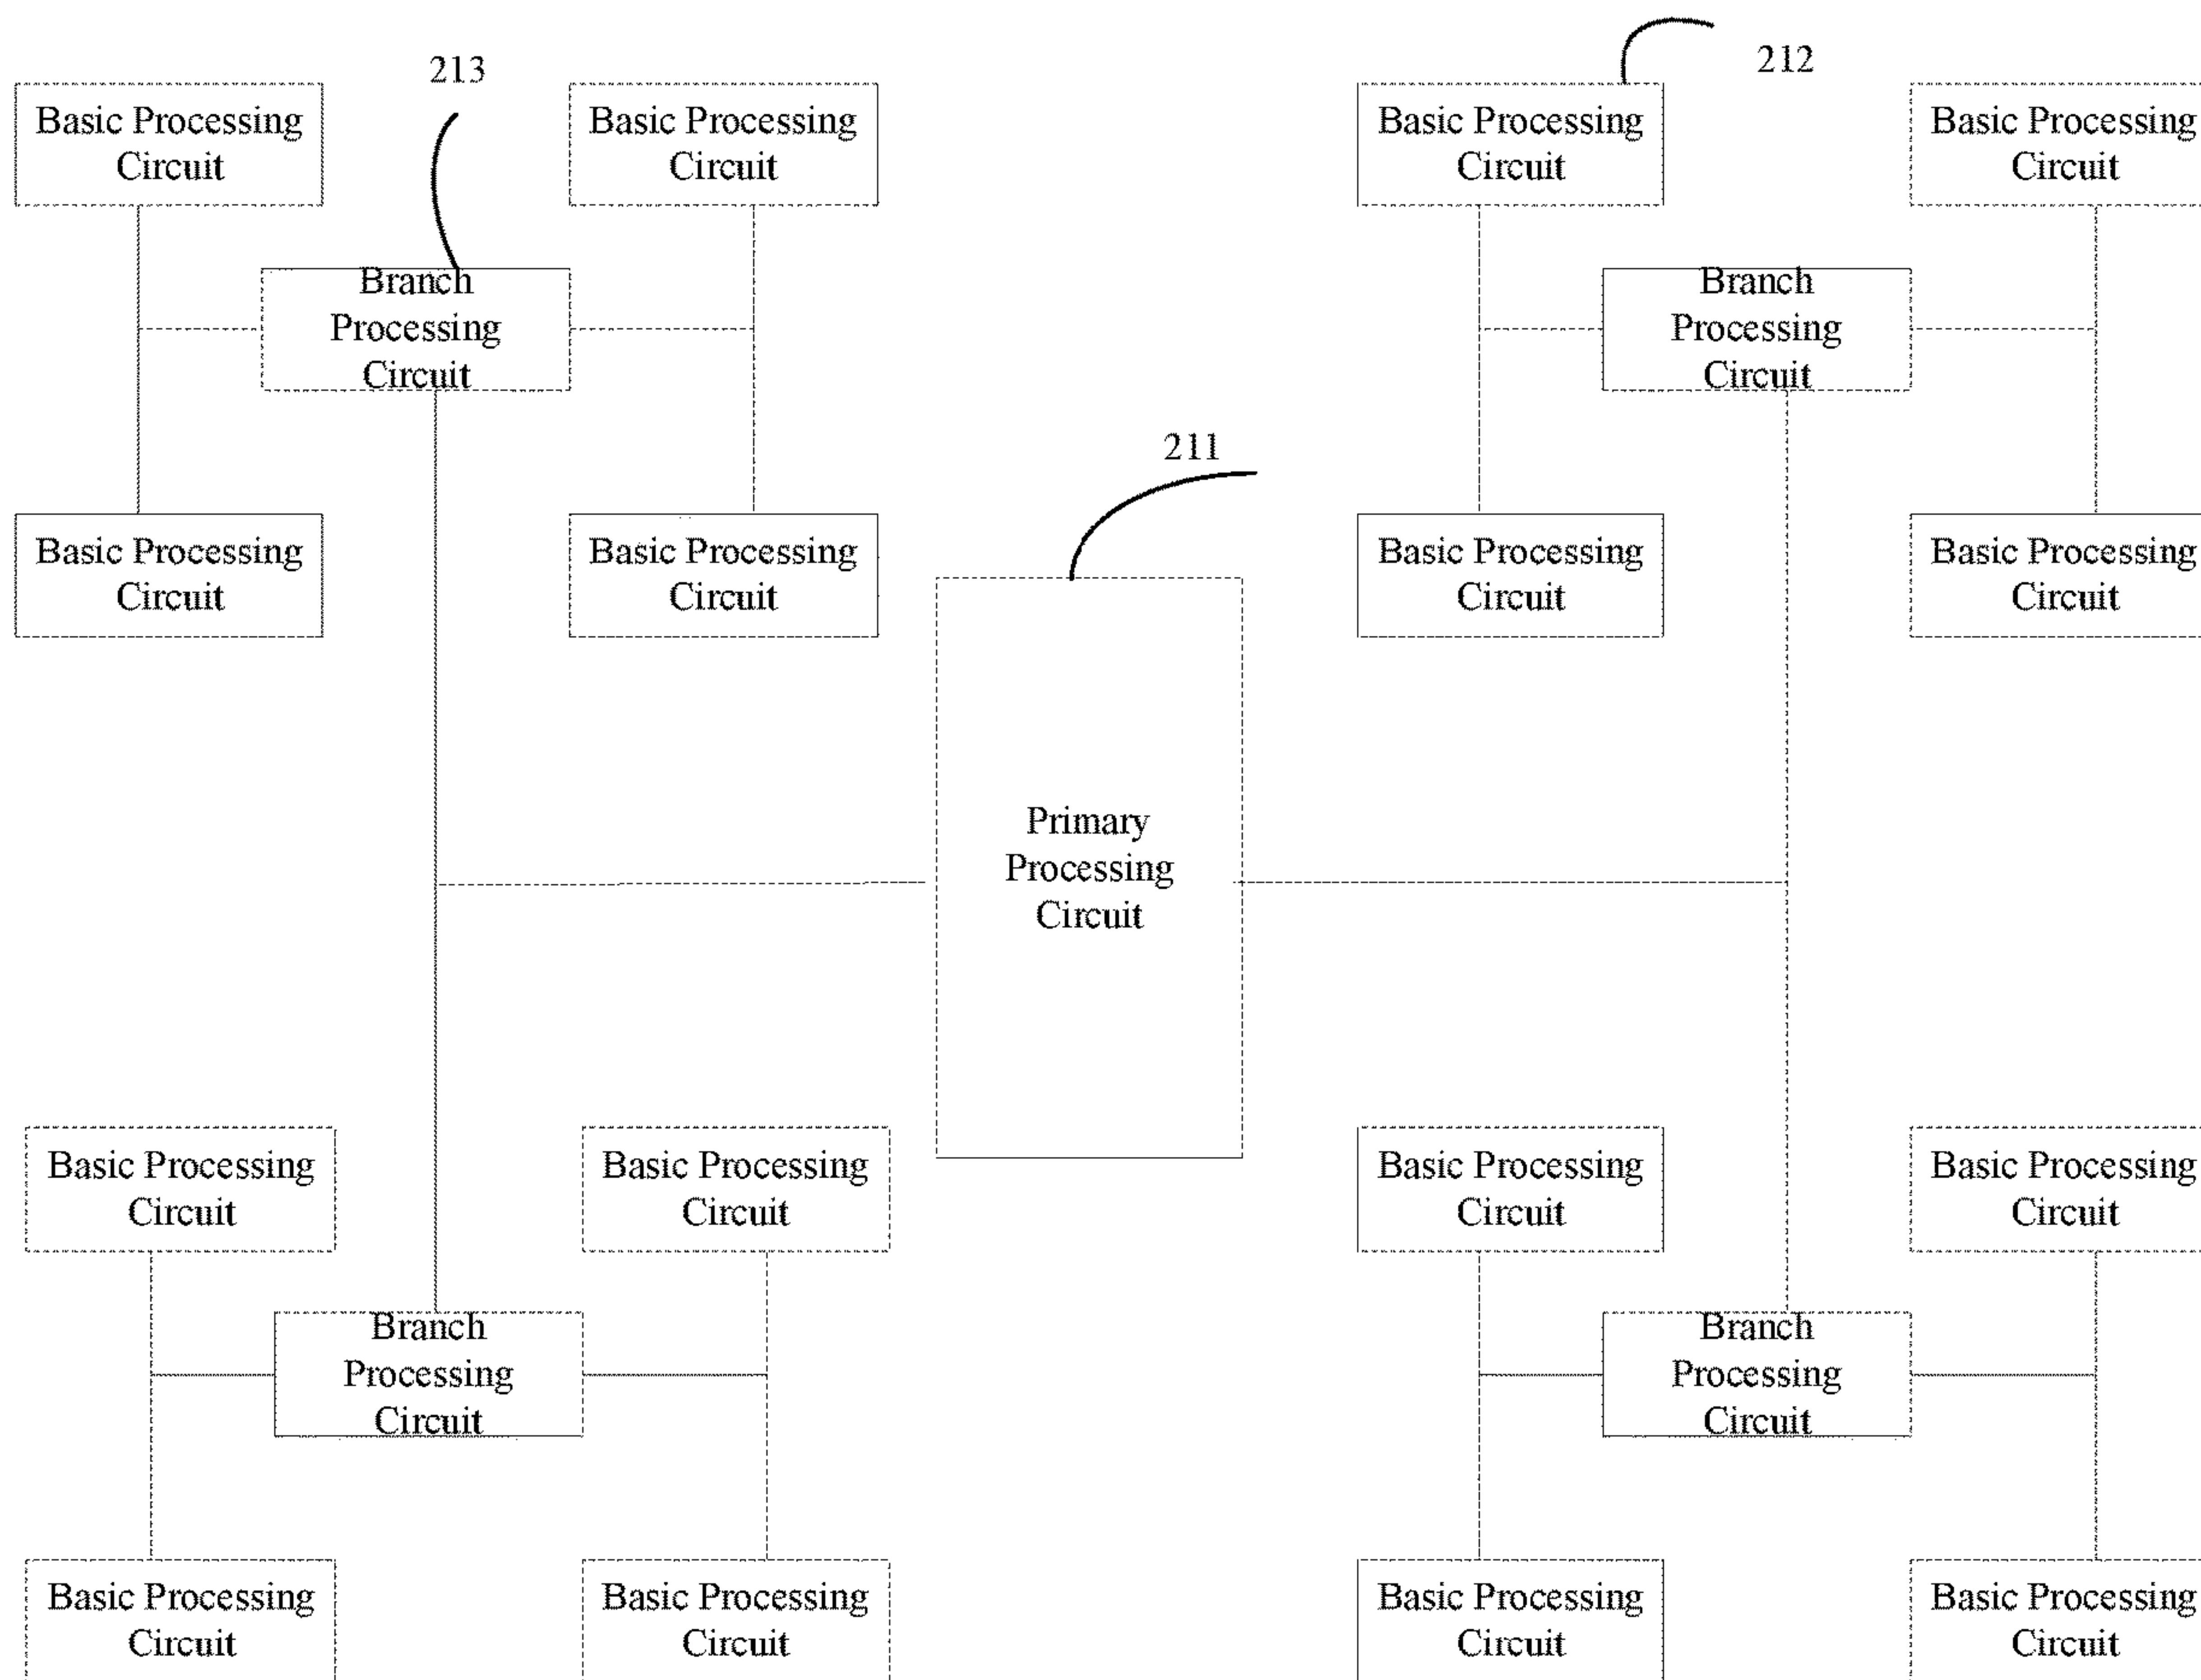 213
212
Basic Processing
Circuit
Basic Processing
Circuit
Basic Processing
Circuit
Basic Processing
Circuit
Branch
Processing
Circuit
Branch
Processing
Circuit
211
Basic Processing
Circuit
Basic Processing
Circuit
Basic Processing
Circuit
Basic Processing
Circuit
Primary
Processing
Circuit
Basic Processing
Circuit
Basic Processing
Circuit
Basic Processing
Circuit
Basic Processing
Circuit
Branch
Processing
Circuit
Branch
Processing
Circuit
Basic Processing
Circuit
Basic Processing
Circuit
Basic Processing
Circuit
Basic Processing
Circuit